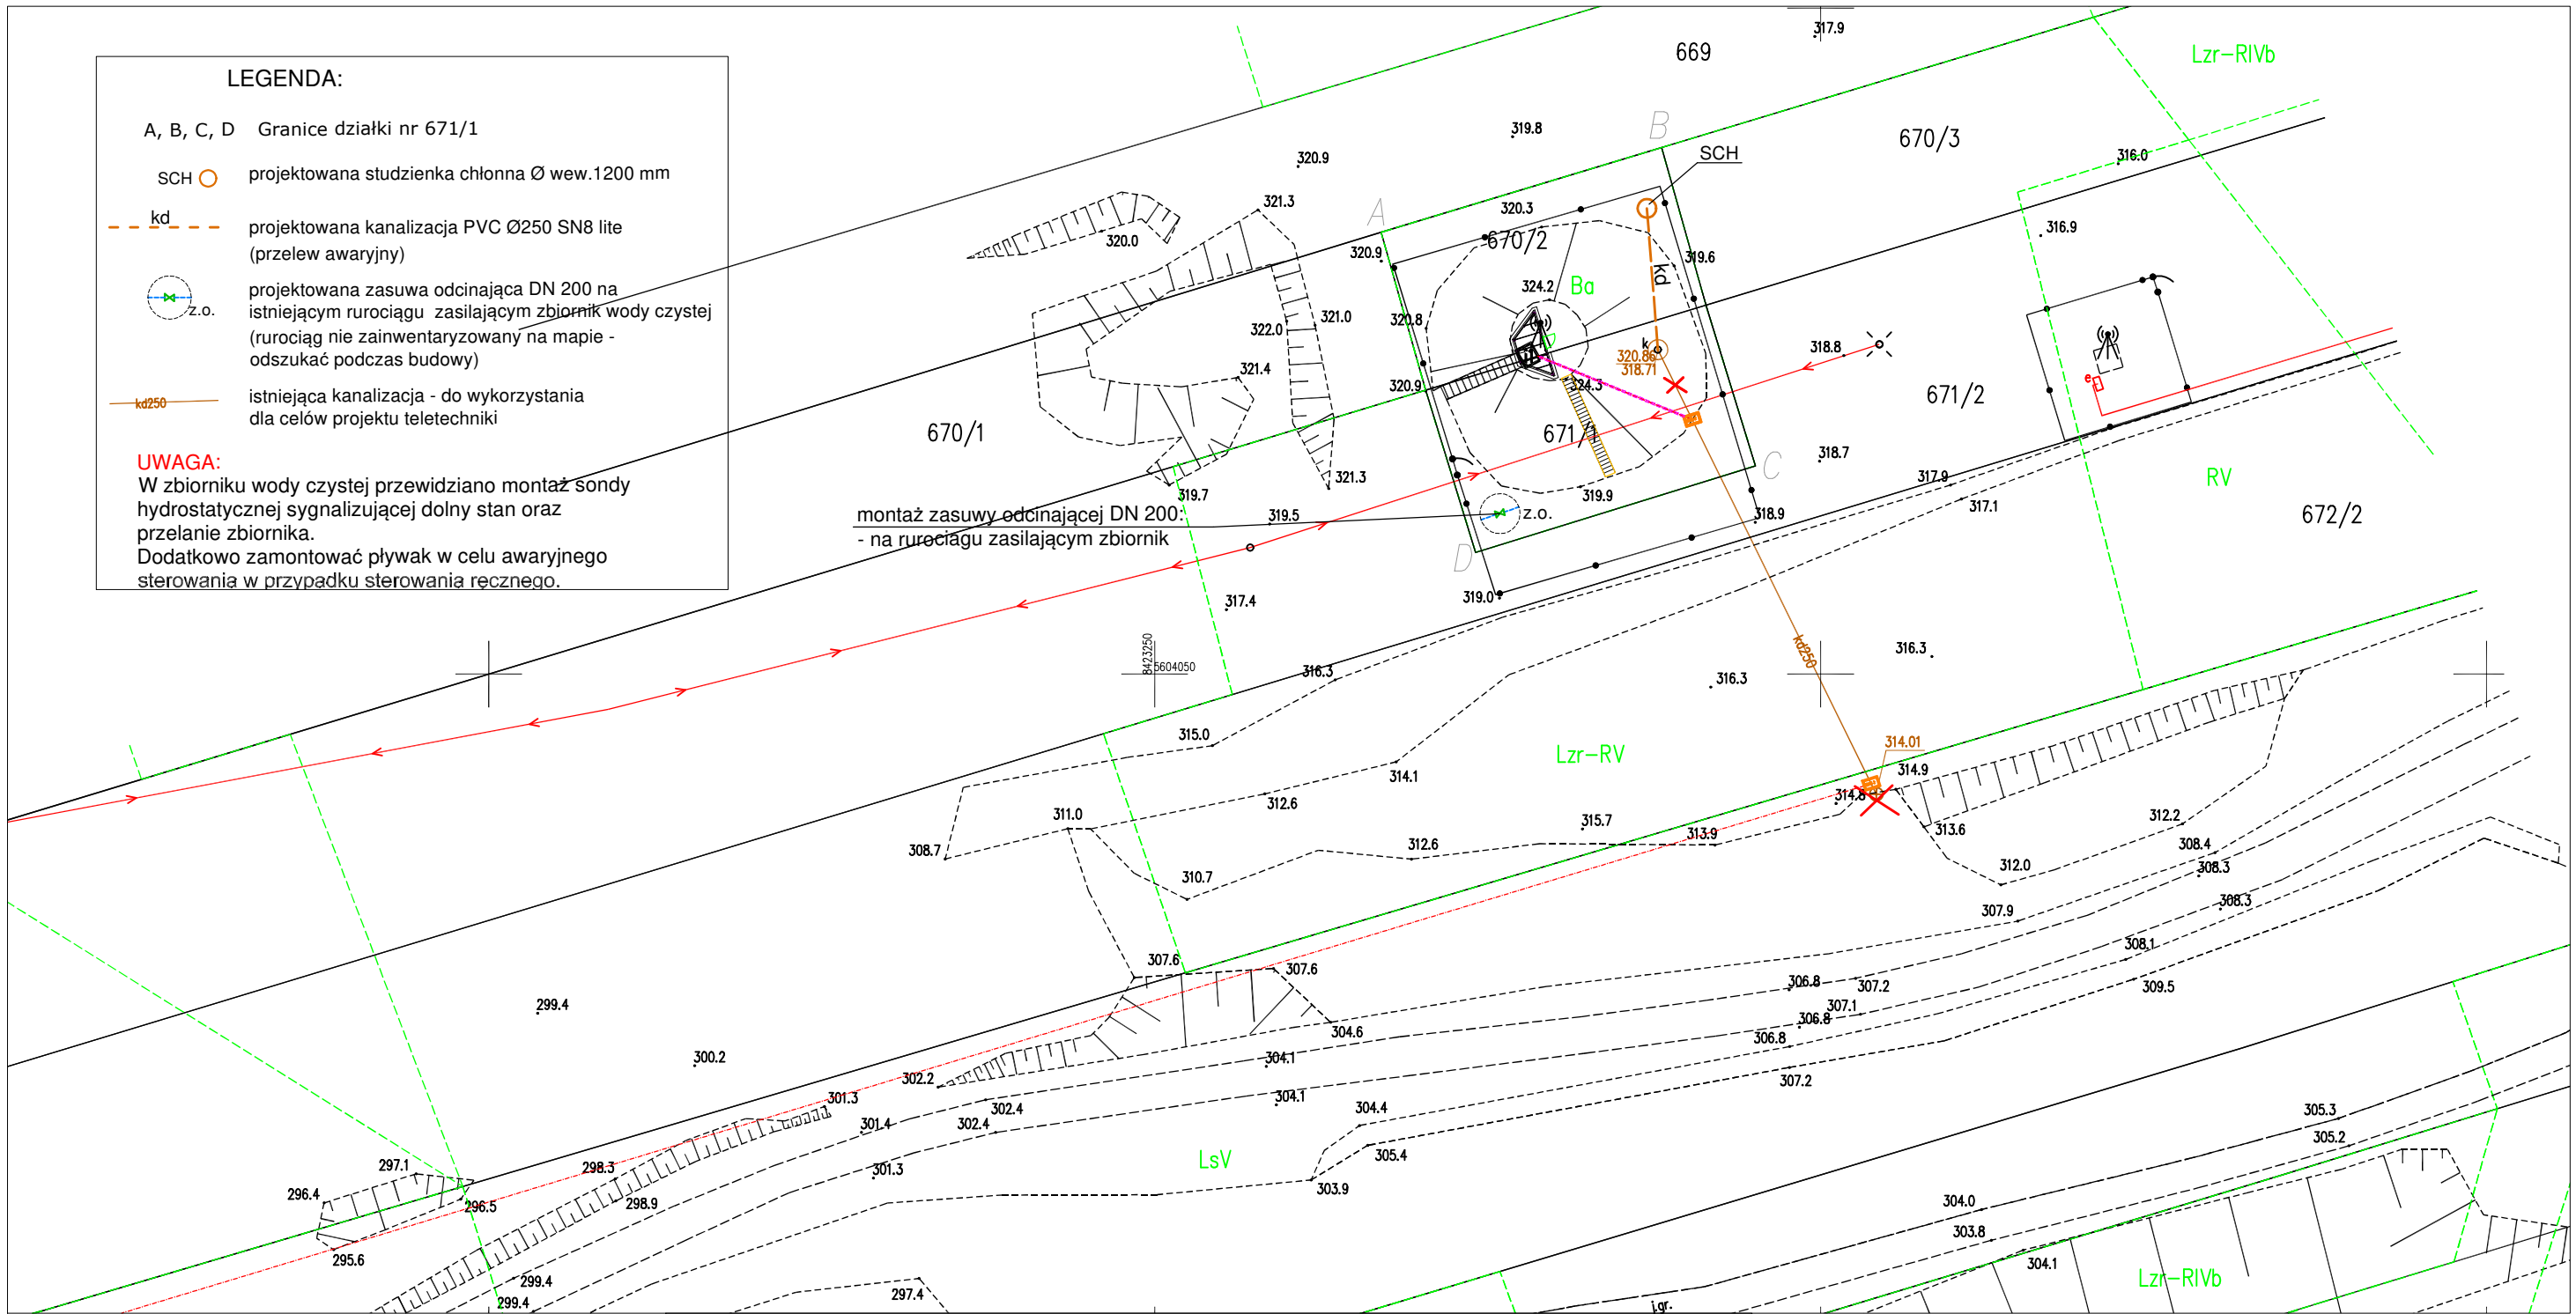 LEGENDA:
A, B, C, D Granice działki nr 671/1
SCH projektowana studzienka chłonna Ø wew.1200 mm
kd
projektowana kanalizacja PVC Ø250 SN8 lite
(przelew awaryjny)
projektowana zasuwa odcinająca DN 200 na
z.o. istniejącym rurociągu zasilającym zbiornik wody czystej
(rurociąg nie zainwentaryzowany na mapie -
odszukać podczas budowy)
kd250
istniejąca kanalizacja - do wykorzystania
dla celów projektu teletechniki
UWAGA:
W zbiorniku wody czystej przewidziano montaż sondy
hydrostatycznej sygnalizującej dolny stan oraz
przelanie zbiornika.
Dodatkowo zamontować pływak w celu awaryjnego
sterowania w przypadku sterowania ręcznego.
317.9
669
Lzr-RIVb
319.8
B
670/3
SCH
320.9
316.0
321.3
A
320.3
320.0
670/2
320.9
319.6
316.9
kd
324.2
Ba
321.0
322.0
320.8
k
320.86
318.71
318.8
321.4
320.9
324.3
671/2
e
670/1
671/1
318.7
C
321.3
319.7
319.9
317.9
317.1
RV
montaż zasuwy odcinającej DN 200:
- na rurociagu zasilającym zbiornik
319.5
z.o.
318.9
672/2
D
319.0
317.4
8423250
5604050
kd250
316.3
316.3
316.3
315.0
Lzr-RV
314.01
314.1
314.9
312.6
314.8
311.0
315.7
313.9
313.6
312.2
308.7
312.6
308.4
310.7
312.0
308.3
307.9
308.3
308.1
307.6
307.6
306.8
307.2
309.5
299.4
307.1
306.8
304.6
306.8
300.2
304.1
302.2
307.2
301.3
302.4
304.1
304.4
305.3
301.4
302.4
305.2
LsV
305.4
297.1
298.3
301.3
303.9
296.4
296.5
298.9
304.0
303.8
295.6
304.1
299.4
297.4
Lzr-RIVb
299.4
j.gr.